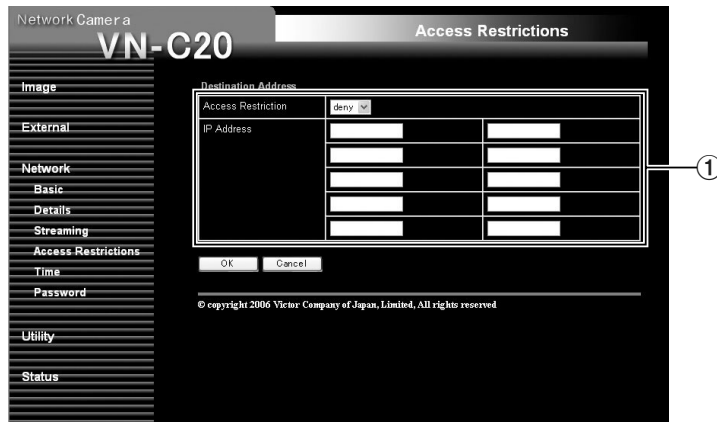 Network Camera
VN-C20
Access Restrictions
Image
External
Network
Basic
Details
Streaming
Access Restrictions
Time
Password
Utility
Status
Destination Address
Access Restriction
deny
IP Address
OK Cancel
© copyright 2006 Victor Company of Japan, Limited, All rights reserved
1